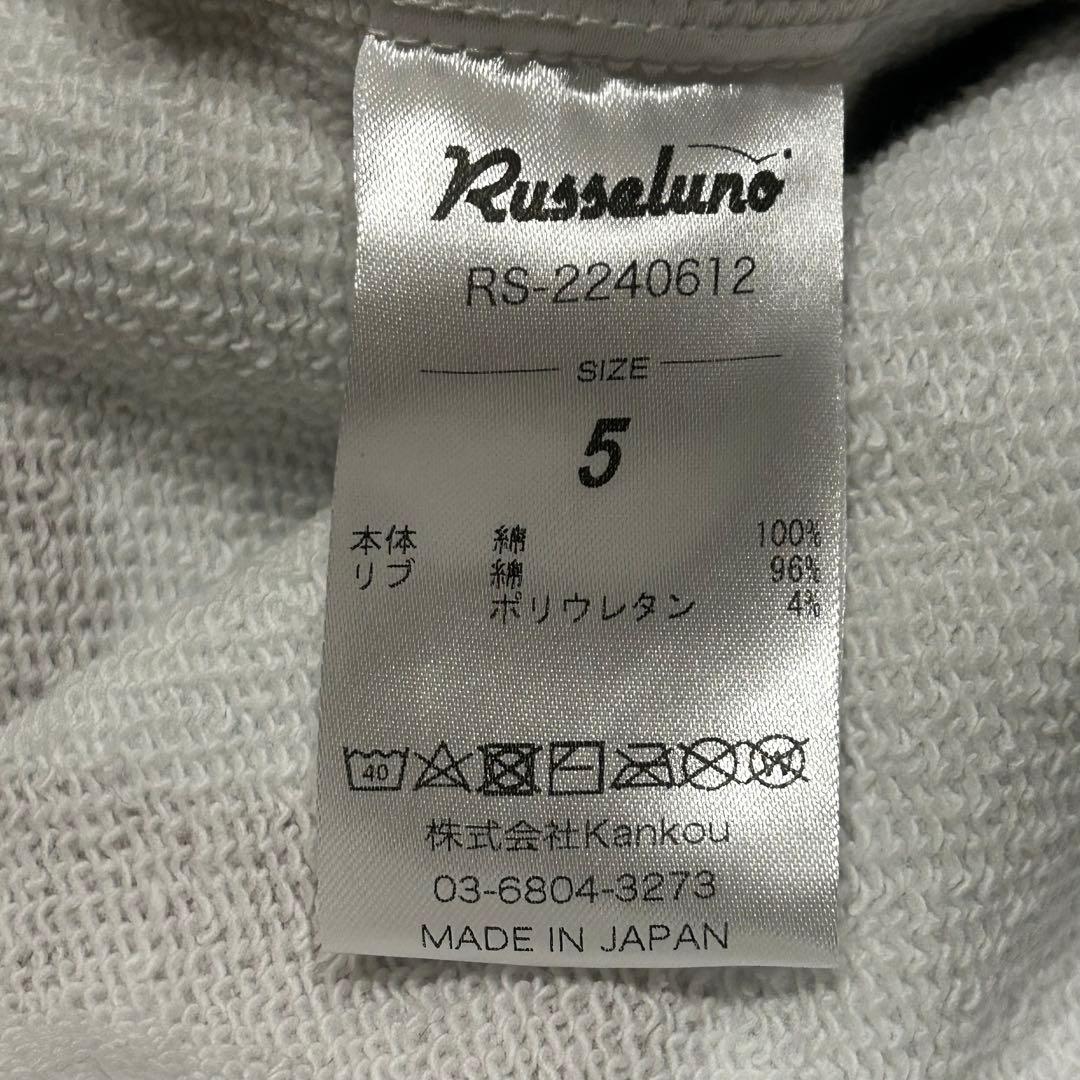 Russeluno
RS-2240612
SIZE
5
本体 綿 100%
リブ 綿 96%
ポリウレタン 4%
40 W
株式会社Kankou
03-6804-3273
MADE IN JAPAN